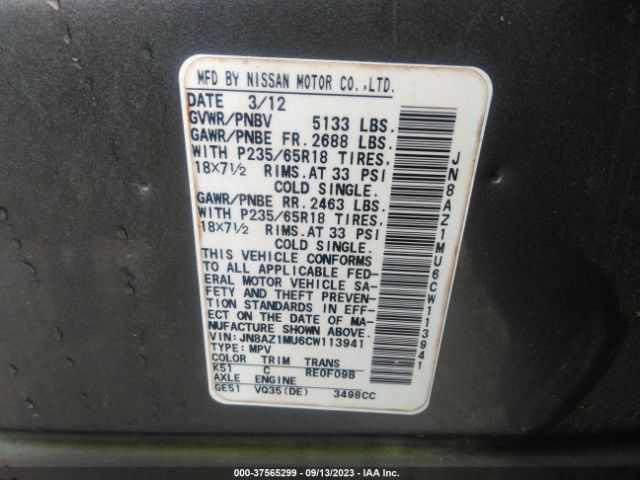 MFD BY NISSAN MOTOR CO.,LTD.
DATE 3/12
GVWR/PNBV 5133 LBS.
GAWR/PNBE FR. 2688 LBS.
WITH P235/65R18 TIRES,
18×7½ RIMS.AT 33 PSI
COLD SINGLE.
GAWR/PNBE RR. 2463 LBS.
WITH P235/65R18 TIRES,
18×7½ RIMS.AT 33 PSI
COLD SINGLE.
THIS VEHICLE CONFORMS
TO ALL APPLICABLE FED-
ERAL MOTOR VEHICLE SA-
FETY AND THEFT PREVEN-
TION STANDARDS IN EFF-
ECT ON THE DATE OF MA-
NUFACTURE SHOWN ABOVE.
VIN:JN8AZ1MU6CW113941
TYPE:MPV
COLOR TRIM TRANS
K51 C RE0F09B
AXLE ENGINE
GE51 VQ35(DE) 3498CC
JN8AZ1MU6CW113941
000-37565299 - 09/13/2023 - IAA Inc.